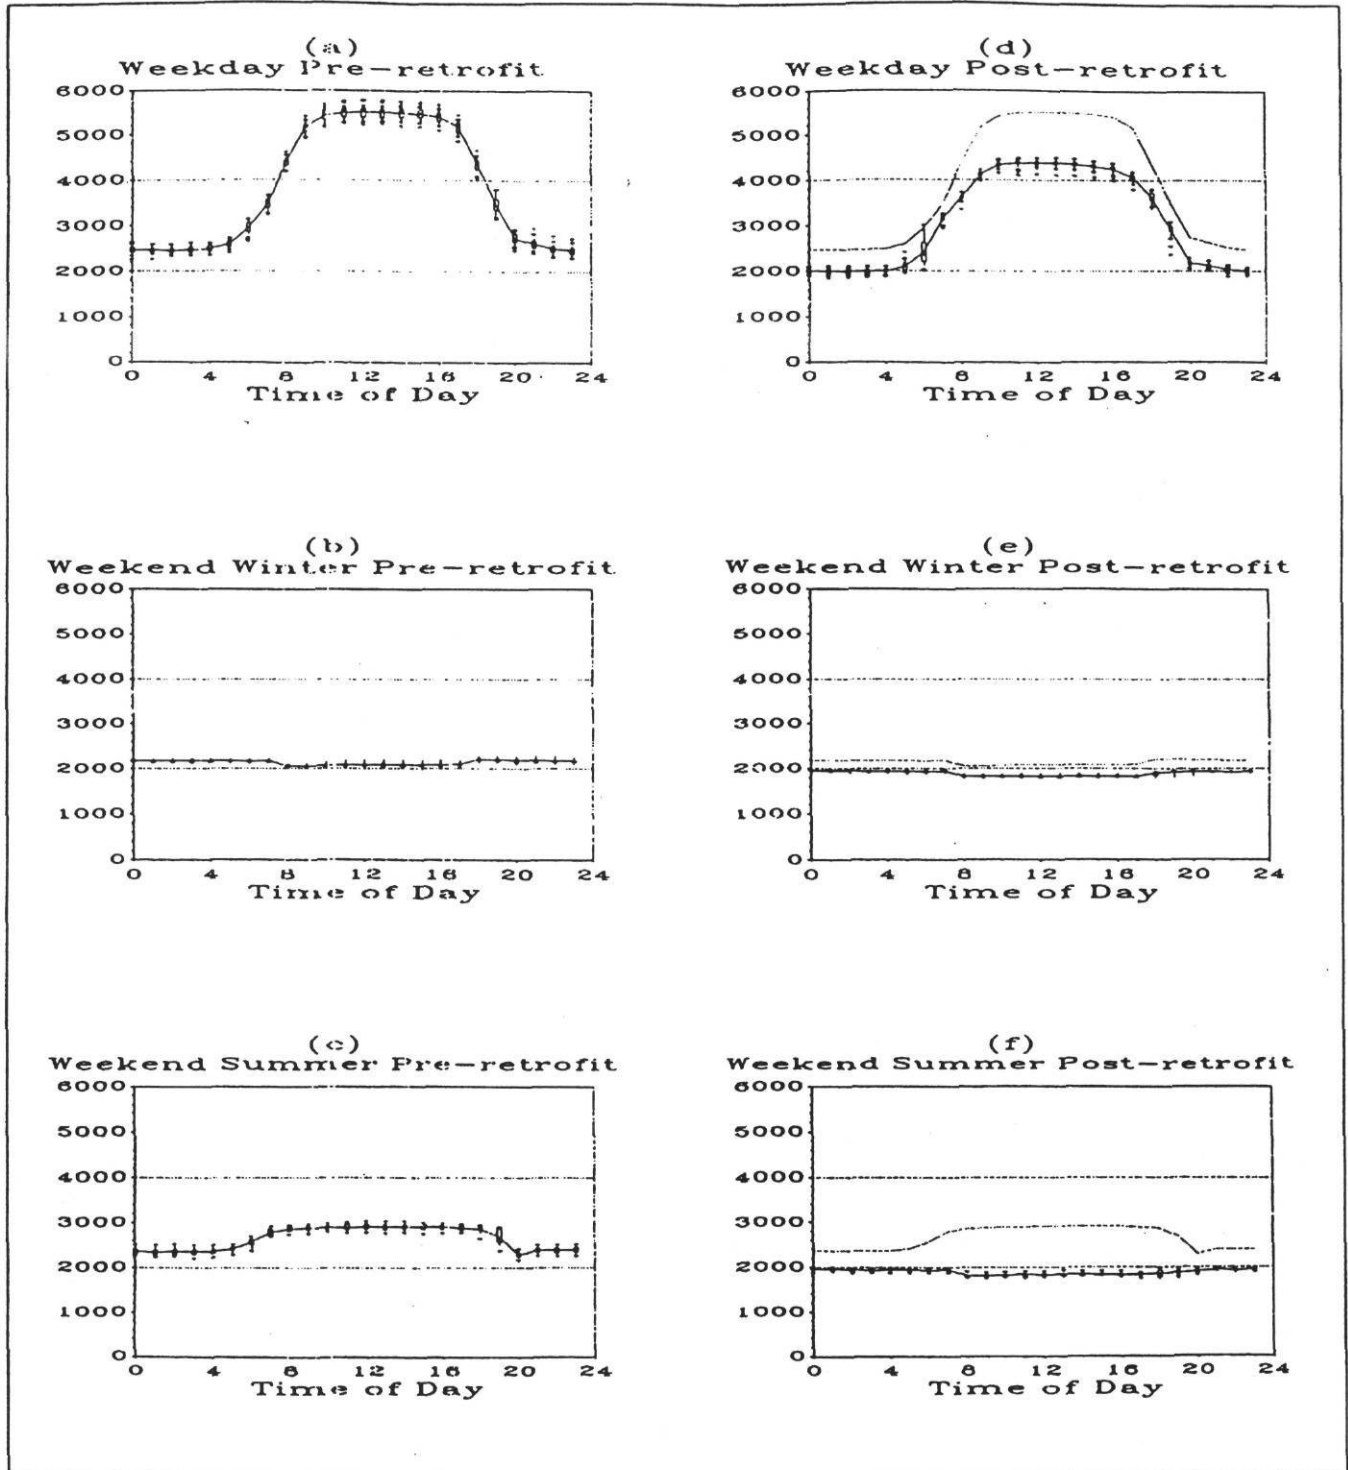 (a)
Weekday Pre-retrofit
6000
5000
4000
3000
2000
1000
0
0 4 8 12 16 20 24
Time of Day
(d)
Weekday Post-retrofit
6000
5000
4000
3000
2000
1000
0
0 4 8 12 16 20 24
Time of Day
(b)
Weekend Winter Pre-retrofit
6000
5000
4000
3000
2000
1000
0
0 4 8 12 16 20 24
Time of Day
(e)
Weekend Winter Post-retrofit
6000
5000
4000
3000
2000
1000
0
0 4 8 12 16 20 24
Time of Day
(c)
Weekend Summer Pre-retrofit
6000
5000
4000
3000
2000
1000
0
0 4 8 12 16 20 24
Time of Day
(f)
Weekend Summer Post-retrofit
6000
5000
4000
3000
2000
1000
0
0 4 8 12 16 20 24
Time of Day